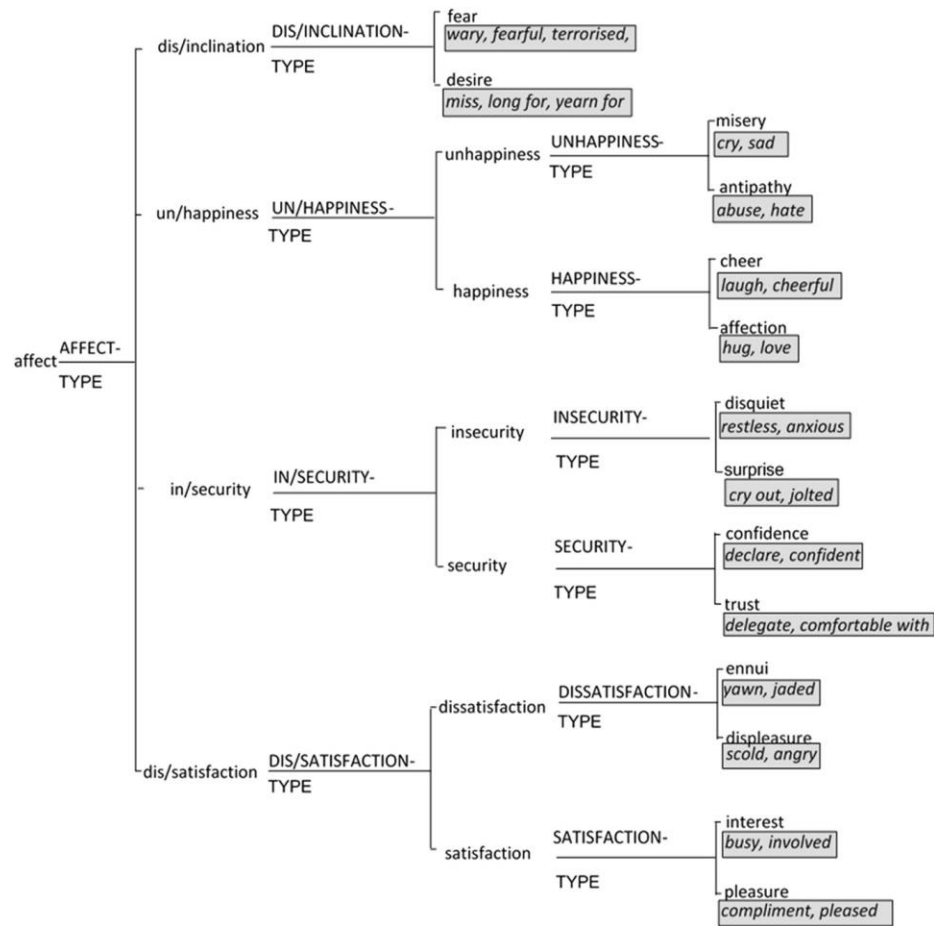 fear
wary, fearful, terrorised,
dis/inclination
DIS/INCLINATION-
TYPE
desire
miss, long for, yearn for
misery
cry, sad
unhappiness
UNHAPPINESS-
TYPE
antipathy
abuse, hate
un/happiness
UN/HAPPINESS-
TYPE
cheer
laugh, cheerful
happiness
HAPPINESS-
TYPE
affection
hug, love
affect
AFFECT-
TYPE
disquiet
restless, anxious
insecurity
INSECURITY-
TYPE
surprise
cry out, jolted
in/security
IN/SECURITY-
TYPE
confidence
declare, confident
security
SECURITY-
TYPE
trust
delegate, comfortable with
ennui
yawn, jaded
dissatisfaction
DISSATISFACTION-
TYPE
displeasure
scold, angry
dis/satisfaction
DIS/SATISFACTION-
TYPE
interest
busy, involved
satisfaction
SATISFACTION-
TYPE
pleasure
compliment, pleased